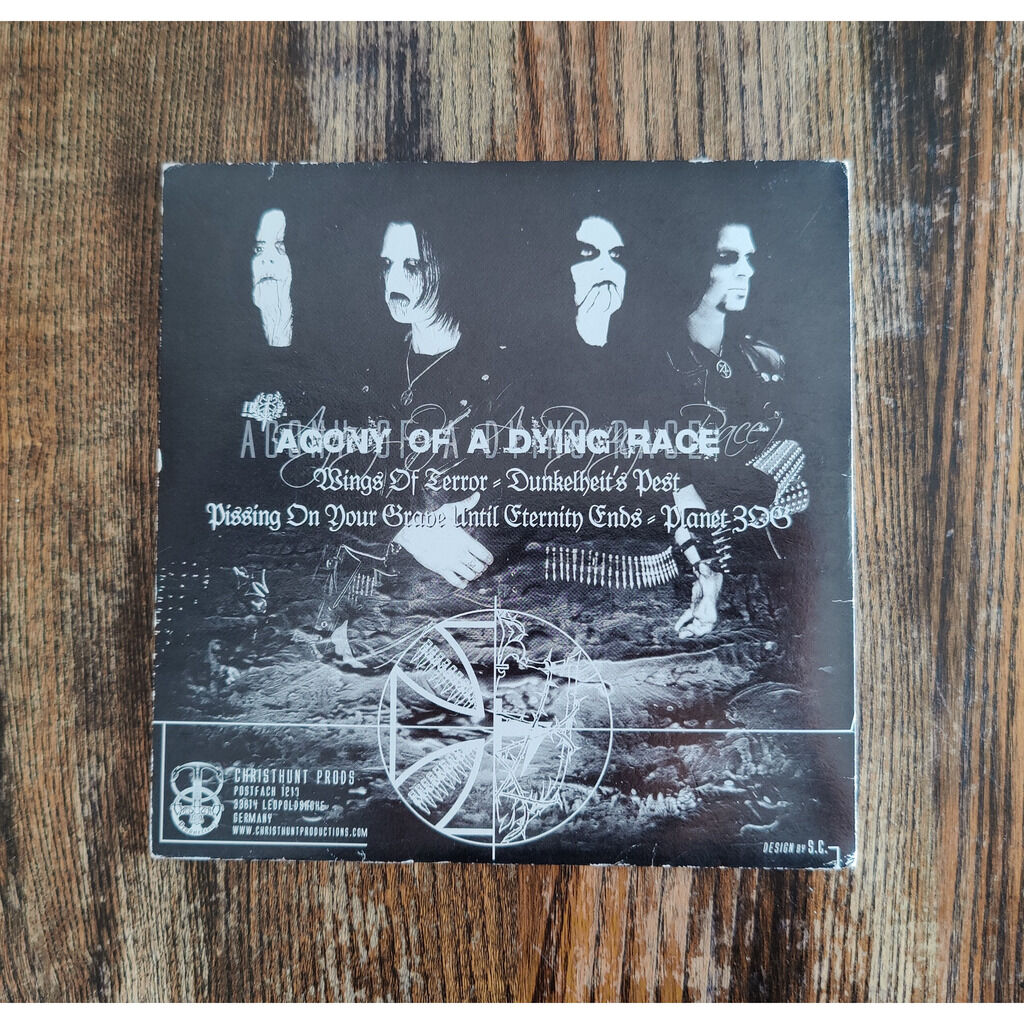 AGONY OF A DYING RACE
Wings Of Terror - Dunkelheit's Pest
Pissing On Your Grave Until Eternity Ends - Planet ZOG
CHRISTHUNT PRODS
POSTFACH 1213
33814 LEOPOLDSHÖHE
GERMANY
WWW.CHRISTHUNTPRODUCTIONS.COM
DESIGN BY S.C.